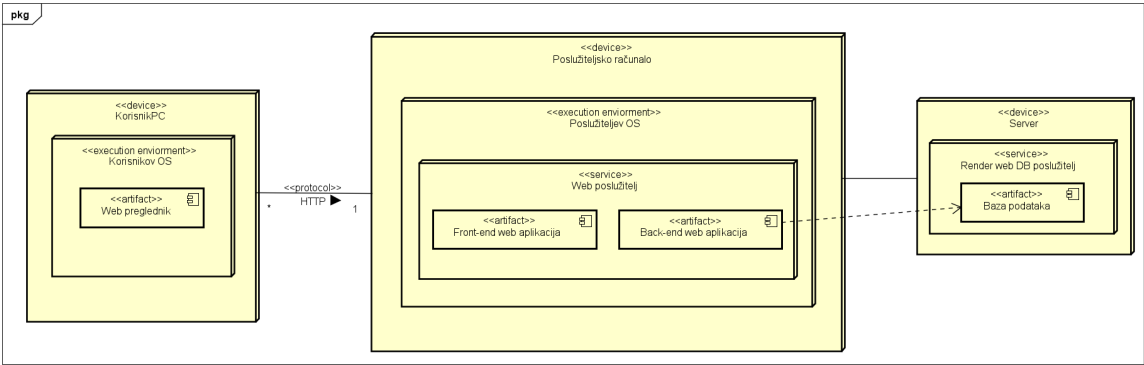 pkg
<<device>>
KorisnikPC
<<execution enviorment>>
Korisnikov OS
<<artifact>>
Web preglednik
<<protocol>>
HTTP
*
1
<<device>>
Poslužiteljsko računalo
<<execution enviorment>>
Poslužiteljev OS
<<service>>
Web poslužitelj
<<artifact>>
Front-end web aplikacija
<<artifact>>
Back-end web aplikacija
<<device>>
Server
<<service>>
Render web DB poslužitelj
<<artifact>>
Baza podataka